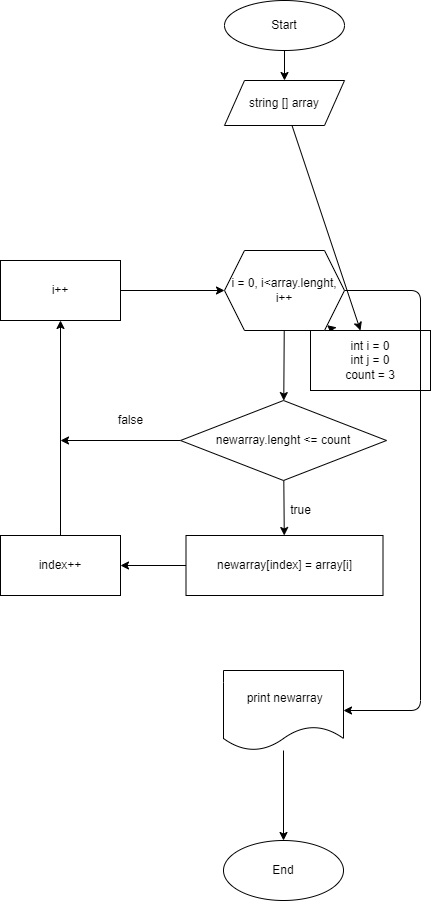 Start
string [] array
i++
i = 0, i<array.lenght,
i++
int i = 0
int j = 0
count = 3
false
newarray.lenght <= count
true
index++
newarray[index] = array[i]
print newarray
End